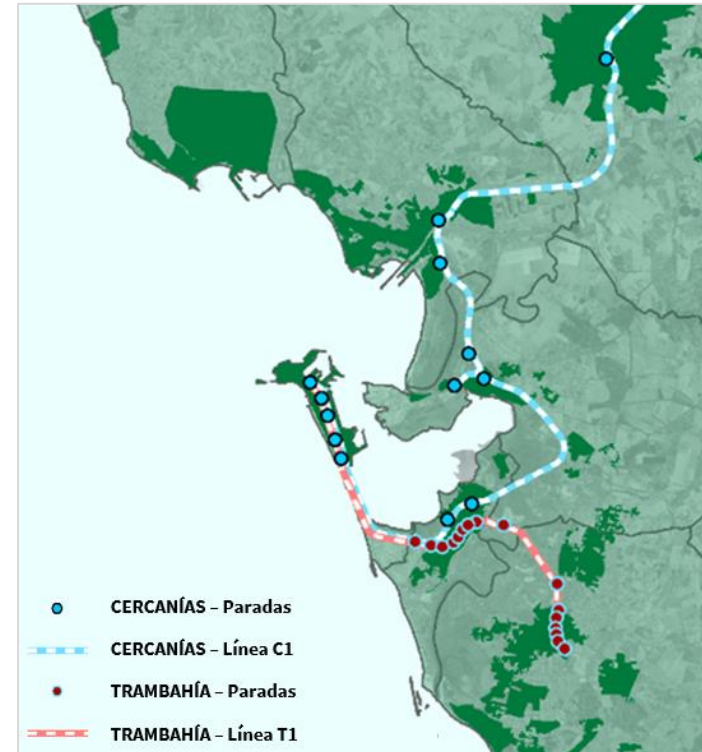 CERCANÍAS – Paradas
CERCANÍAS – Línea C1
TRAMBAHÍA – Paradas
TRAMBAHÍA – Línea T1